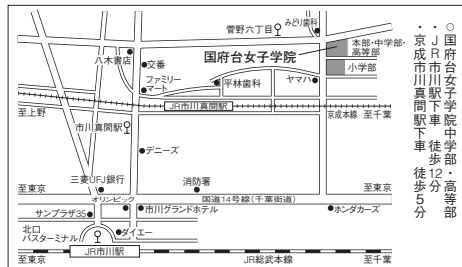 みどり歯科
菅野六丁目
国府台女子学院
本部・中学部・
高等部
小学部
八木書店
交番
ファミリー
マート
平林歯科
ヤマハ
JR市川真間駅
至上野
京成本線
至千葉
市川真間駅
デニーズ
三菱UFJ銀行
消防署
至東京
至東京
オリンピック
国道14号線(千葉街道)
サンプラザ35
市川グランドホテル
ホンダカーズ
北口
バスターミナル
ダイエー
JR市川駅
至東京
JR総武本線
至千葉
○国府台女子学院中学部・高等部
・JR市川駅下車 徒歩12分
・京成市川真間駅下車 徒歩5分